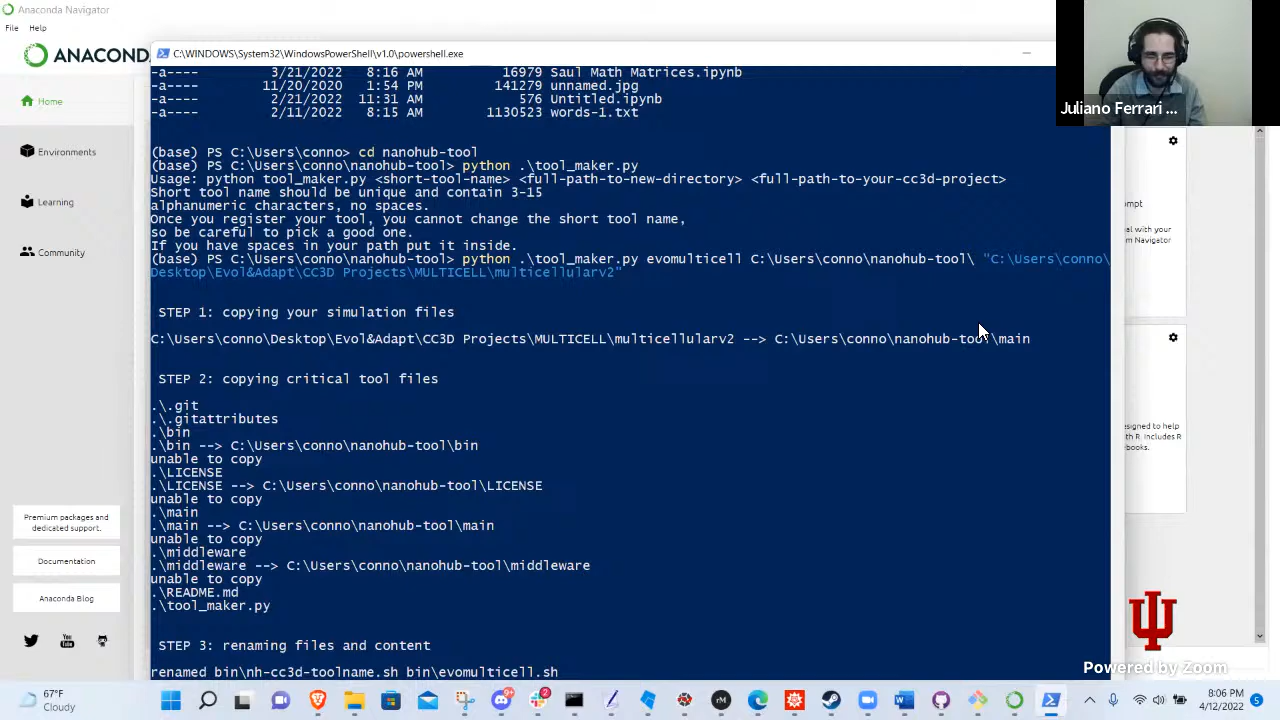 Anaconda Navigator
File Help
ANACONDA
Home
Environments
Learning
Community
Premium packages and
dedicated support.
Documentation
Anaconda Blog
C:\WINDOWS\System32\WindowsPowerShell\v1.0\powershell.exe
-a---- 3/21/2022 8:16 AM 16979 Saul Math Matrices.ipynb
-a---- 11/20/2020 1:54 PM 141279 unnamed.jpg
-a---- 2/21/2022 11:31 AM 576 Untitled.ipynb
-a---- 2/11/2022 8:15 AM 1130523 words-1.txt
(base) PS C:\Users\conno> cd nanohub-tool
(base) PS C:\Users\conno\nanohub-tool> python .\tool_maker.py
Usage: python tool_maker.py <short-tool-name> <full-path-to-new-directory> <full-path-to-your-cc3d-project>
Short tool name should be unique and contain 3-15
alphanumeric characters, no spaces.
Once you register your tool, you cannot change the short tool name,
so be careful to pick a good one.
If you have spaces in your path put it inside.
(base) PS C:\Users\conno\nanohub-tool> python .\tool_maker.py evomulticell C:\Users\conno\nanohub-tool\ "C:\Users\conno\
Desktop\Evol&Adapt\CC3D Projects\MULTICELL\multicellularv2"
STEP 1: copying your simulation files
C:\Users\conno\Desktop\Evol&Adapt\CC3D Projects\MULTICELL\multicellularv2 --> C:\Users\conno\nanohub-tool\main
STEP 2: copying critical tool files
.\.git
.\.gitattributes
.\bin
.\bin --> C:\Users\conno\nanohub-tool\bin
unable to copy
.\LICENSE
.\LICENSE --> C:\Users\conno\nanohub-tool\LICENSE
unable to copy
.\main
.\main --> C:\Users\conno\nanohub-tool\main
unable to copy
.\middleware
.\middleware --> C:\Users\conno\nanohub-tool\middleware
unable to copy
.\README.md
.\tool_maker.py
STEP 3: renaming files and content
renamed bin\nh-cc3d-toolname.sh bin\evomulticell.sh
Juliano Ferrari ...
ompt
nal with your
m Navigator
esigned to help
th R. Includes R
books.
Powered by Zoom
67°F
Cloudy
8:06 PM
4/12/2022
5